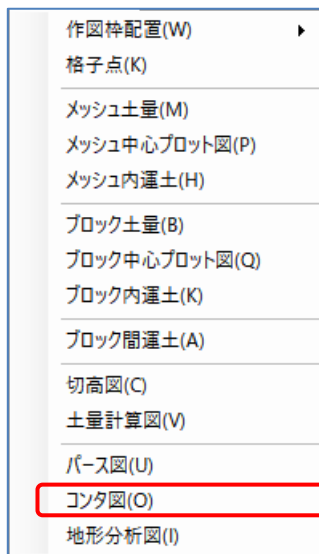 作図枠配置(W)
格子点(K)
メッシュ土量(M)
メッシュ中心プロット図(P)
メッシュ内運土(H)
ブロック土量(B)
ブロック中心プロット図(Q)
ブロック内運土(K)
ブロック間運土(A)
切高図(C)
土量計算図(V)
パース図(U)
コンタ図(O)
地形分析図(I)